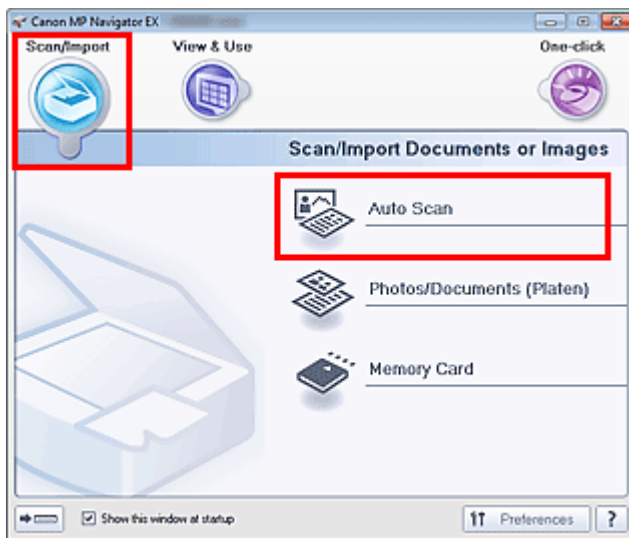 Canon MP Navigator EX
Scan/Import
View & Use
One-click
Scan/Import Documents or Images
Auto Scan
Photos/Documents (Platen)
Memory Card
Show this window at startup
Preferences
?